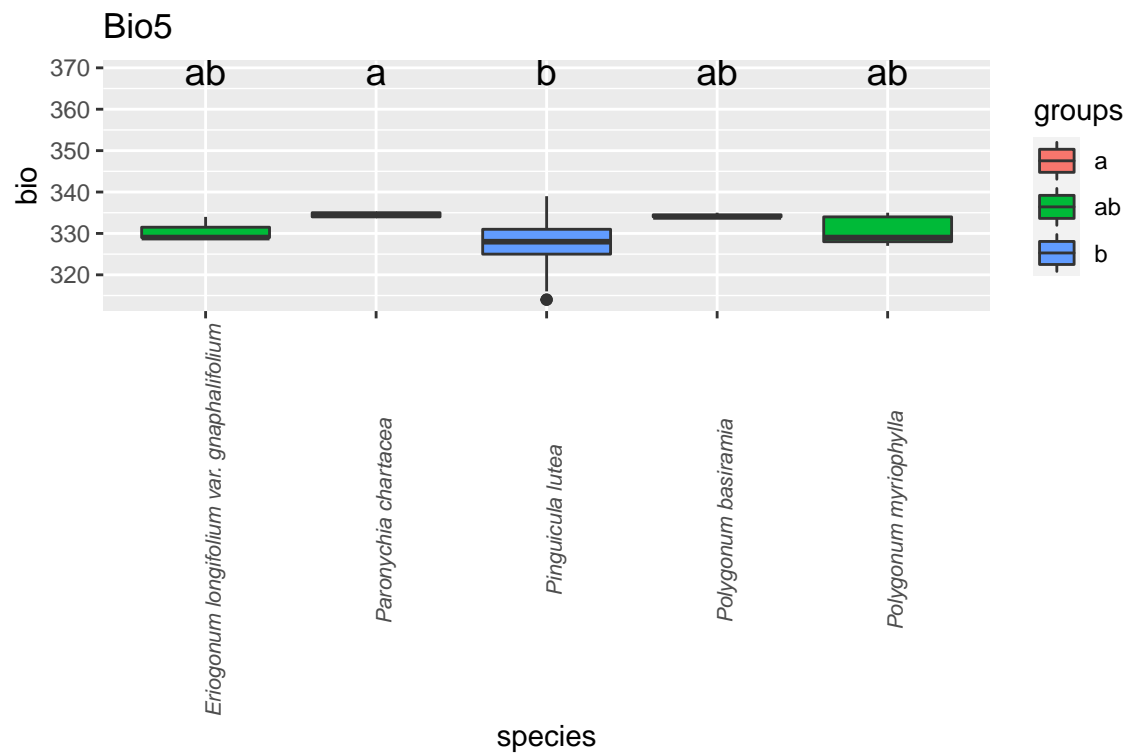 Bio5
370
360
350
340
330
320
bio
ab
a
b
ab
ab
groups
a
ab
b
Eriogonum longifolium var. gnaphalifolium
Paronychia chartacea
Pinguicula lutea
Polygonum basiramia
Polygonum myriophylla
species